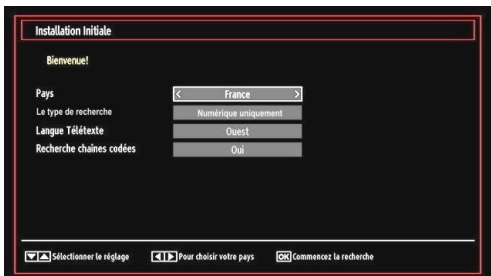 Installation Initiale
Bienvenue!
Pays < France >
Le type de recherche Numérique uniquement
Langue Télétexte Ouest
Recherche chaînes codées Oui
Sélectionner le réglage Pour choisir votre pays OK Commencez la recherche